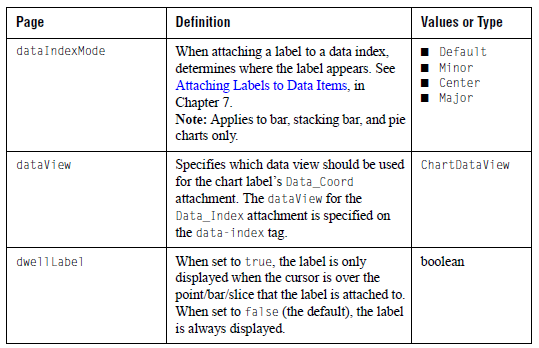 Page Definition Values or Type
dataIndexMode
When attaching a label to a data index,
determines where the label appears. See
Attaching Labels to Data Items, in
Chapter 7.
Note: Applies to bar, stacking bar, and pie
charts only.
■ Default
■ Minor
■ Center
■ Major
dataView
Specifies which data view should be used
for the chart label’s Data_Coord
attachment. The dataView for the
Data_Index attachment is specified on
the data-index tag.
ChartDataView
dwellLabel
When set to true, the label is only
displayed when the cursor is over the
point/bar/slice that the label is attached to.
When set to false (the default), the label
is always displayed.
boolean